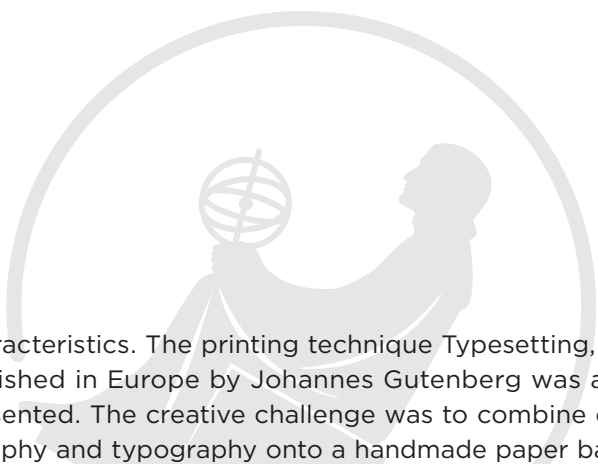 racteristics. The printing technique Typesetting,
ished in Europe by Johannes Gutenberg was a
sented. The creative challenge was to combine
phy and typography onto a handmade paper ba